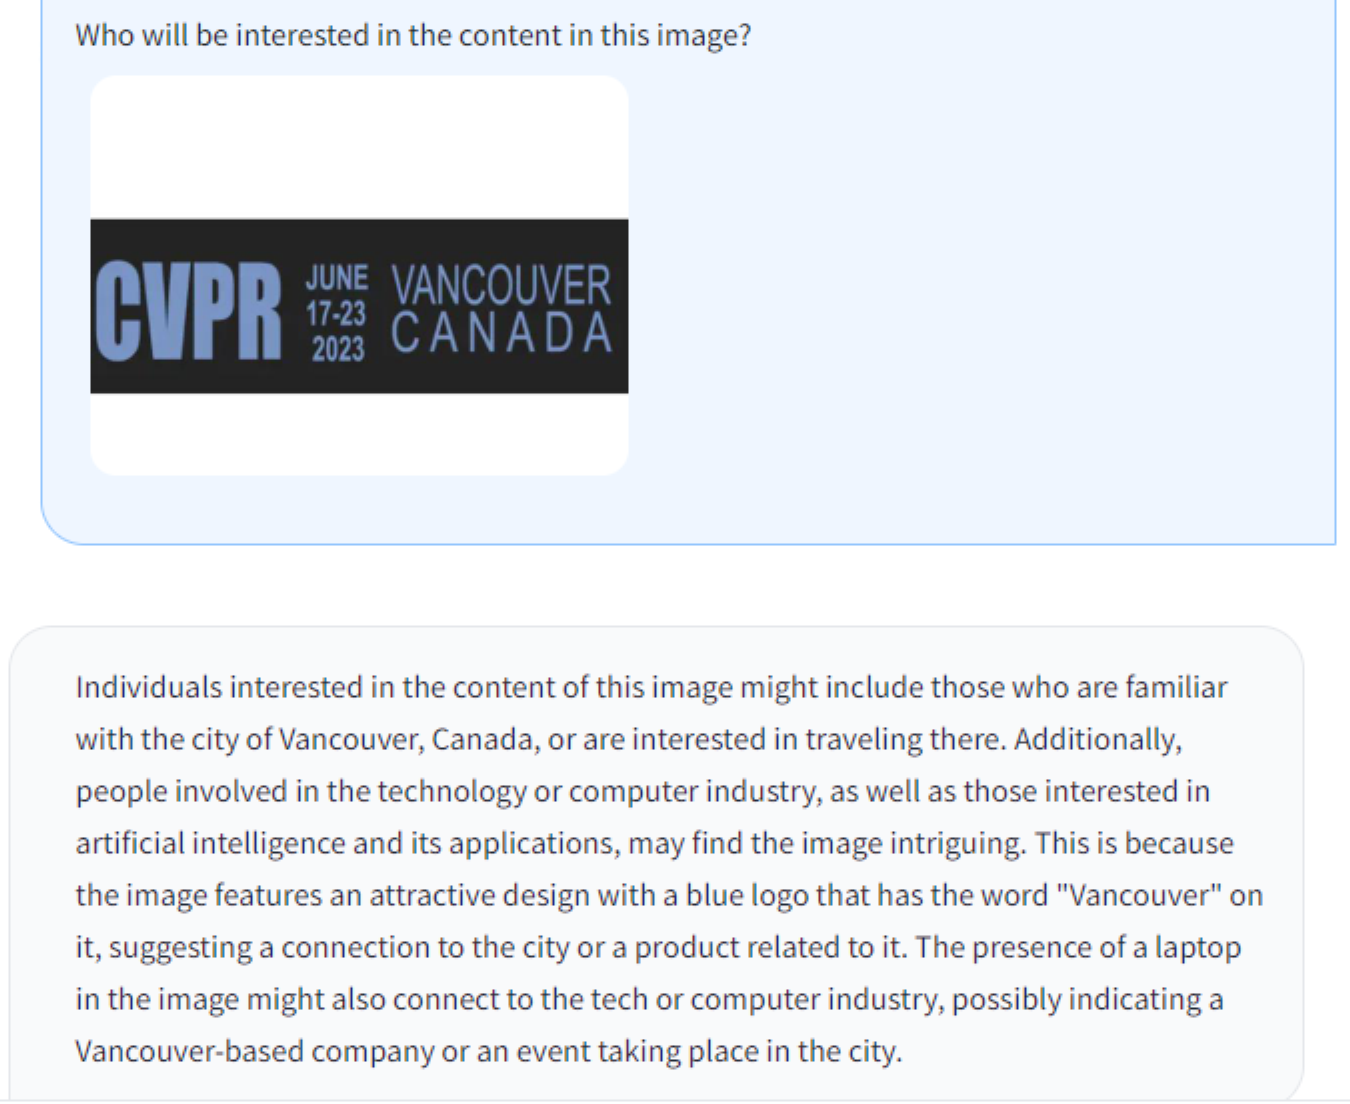 Who will be interested in the content in this image?
CVPR
JUNE
17-23
2023
VANCOUVER
CANADA
Individuals interested in the content of this image might include those who are familiar
with the city of Vancouver, Canada, or are interested in traveling there. Additionally,
people involved in the technology or computer industry, as well as those interested in
artificial intelligence and its applications, may find the image intriguing. This is because
the image features an attractive design with a blue logo that has the word "Vancouver" on
it, suggesting a connection to the city or a product related to it. The presence of a laptop
in the image might also connect to the tech or computer industry, possibly indicating a
Vancouver-based company or an event taking place in the city.